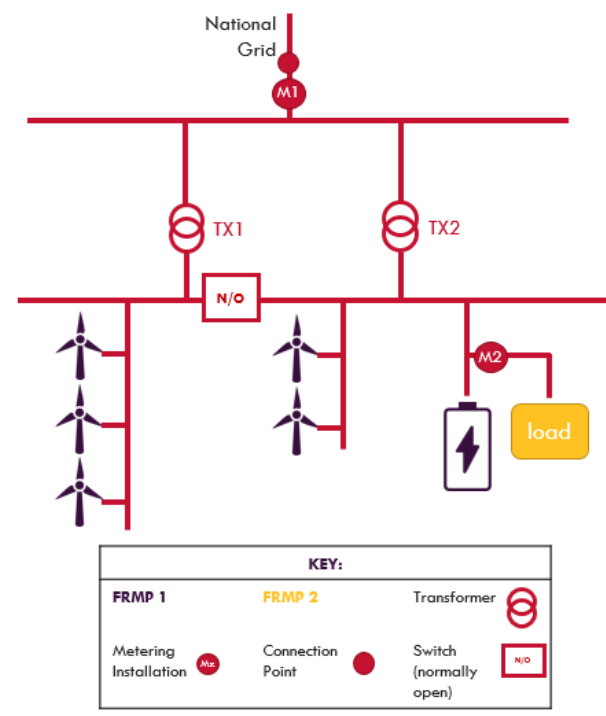 National
Grid
M1
TX1
TX2
N/O
M2
load
KEY:
FRMP 1
FRMP 2
Transformer
Metering
Installation
Mx
Connection
Point
Switch
(normally
open)
N/O